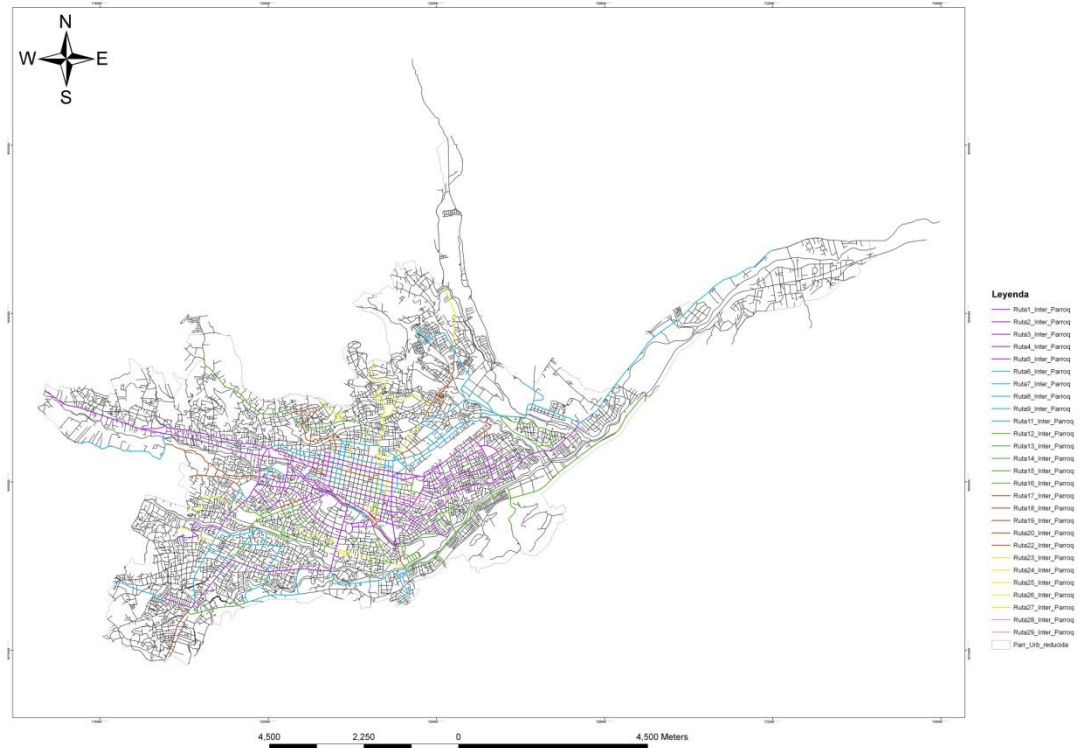 N
W E
S
Leyenda
Ruta1_Inter_Parroq
Ruta2_Inter_Parroq
Ruta3_Inter_Parroq
Ruta4_Inter_Parroq
Ruta5_Inter_Parroq
Ruta6_Inter_Parroq
Ruta7_Inter_Parroq
Ruta8_Inter_Parroq
Ruta9_Inter_Parroq
Ruta11_Inter_Parroq
Ruta12_Inter_Parroq
Ruta13_Inter_Parroq
Ruta14_Inter_Parroq
Ruta15_Inter_Parroq
Ruta16_Inter_Parroq
Ruta17_Inter_Parroq
Ruta18_Inter_Parroq
Ruta19_Inter_Parroq
Ruta20_Inter_Parroq
Ruta22_Inter_Parroq
Ruta23_Inter_Parroq
Ruta24_Inter_Parroq
Ruta25_Inter_Parroq
Ruta26_Inter_Parroq
Ruta27_Inter_Parroq
Ruta28_Inter_Parroq
Ruta29_Inter_Parroq
Parr_Urb_reducida
4,500 2,250 0 4,500 Meters